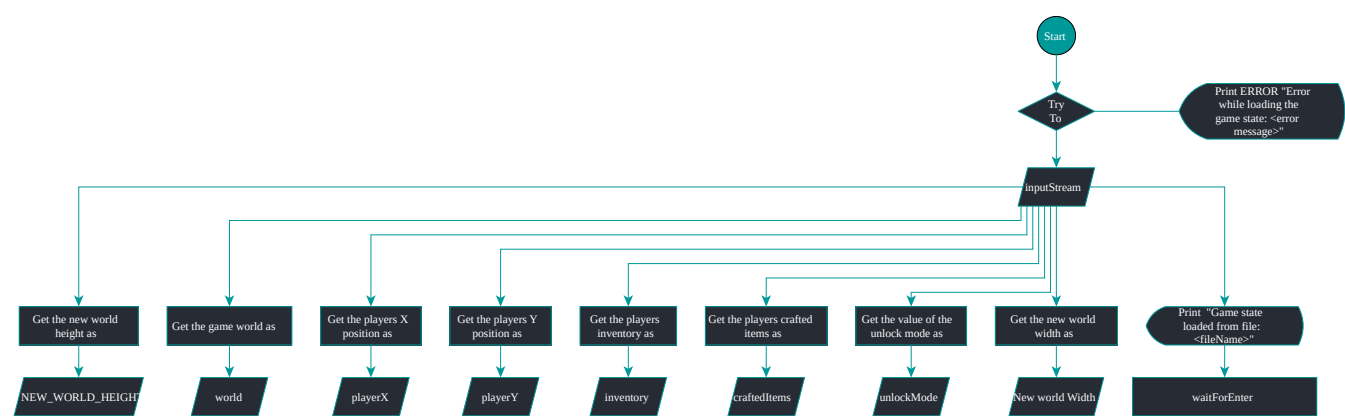 Start
Try
To
Print ERROR "Error
while loading the
game state: <error
message>"
inputStream
Get the new world
height as
Get the game world as
Get the players X
position as
Get the players Y
position as
Get the players
inventory as
Get the players crafted
items as
Get the value of the
unlock mode as
Get the new world
width as
Print "Game state
loaded from file:
<fileName>"
NEW_WORLD_HEIGH
world
playerX
playerY
inventory
craftedItems
unlockMode
New world Width
waitForEnter